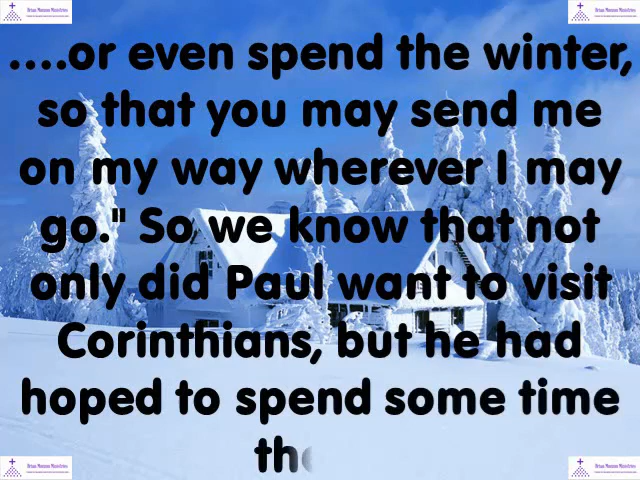 ....or even spend the winter,
so that you may send me
on my way wherever I may
go." So we know that not
only did Paul want to visit
Corinthians, but he had
hoped to spend some time